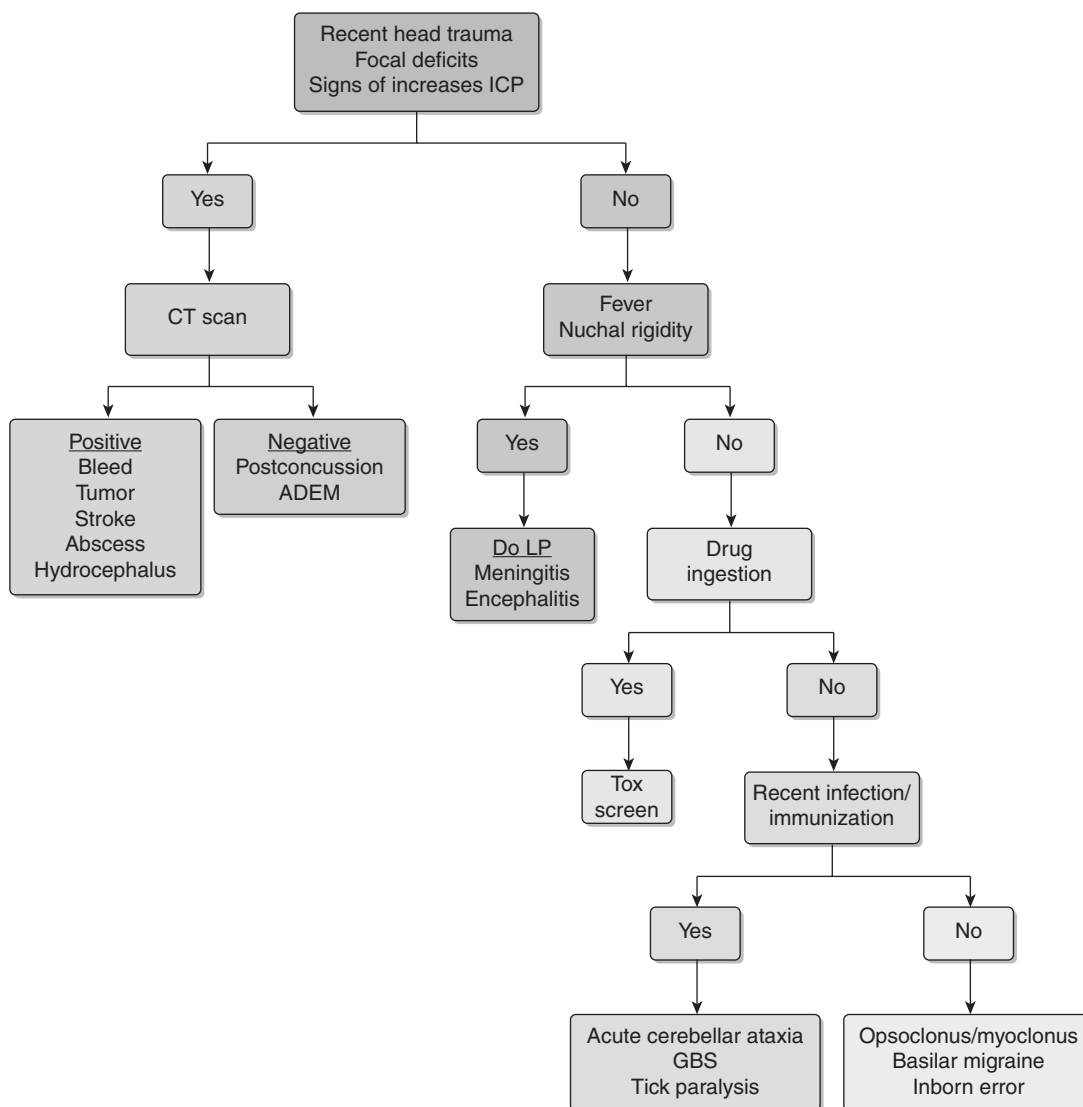 Recent head trauma
Focal deficits
Signs of increases ICP
Yes
No
CT scan
Fever
Nuchal rigidity
Positive
Bleed
Tumor
Stroke
Abscess
Hydrocephalus
Negative
Postconcussion
ADEM
Yes
No
Do LP
Meningitis
Encephalitis
Drug
ingestion
Yes
No
Tox
screen
Recent infection/
immunization
Yes
No
Acute cerebellar ataxia
GBS
Tick paralysis
Opsoclonus/myoclonus
Basilar migraine
Inborn error